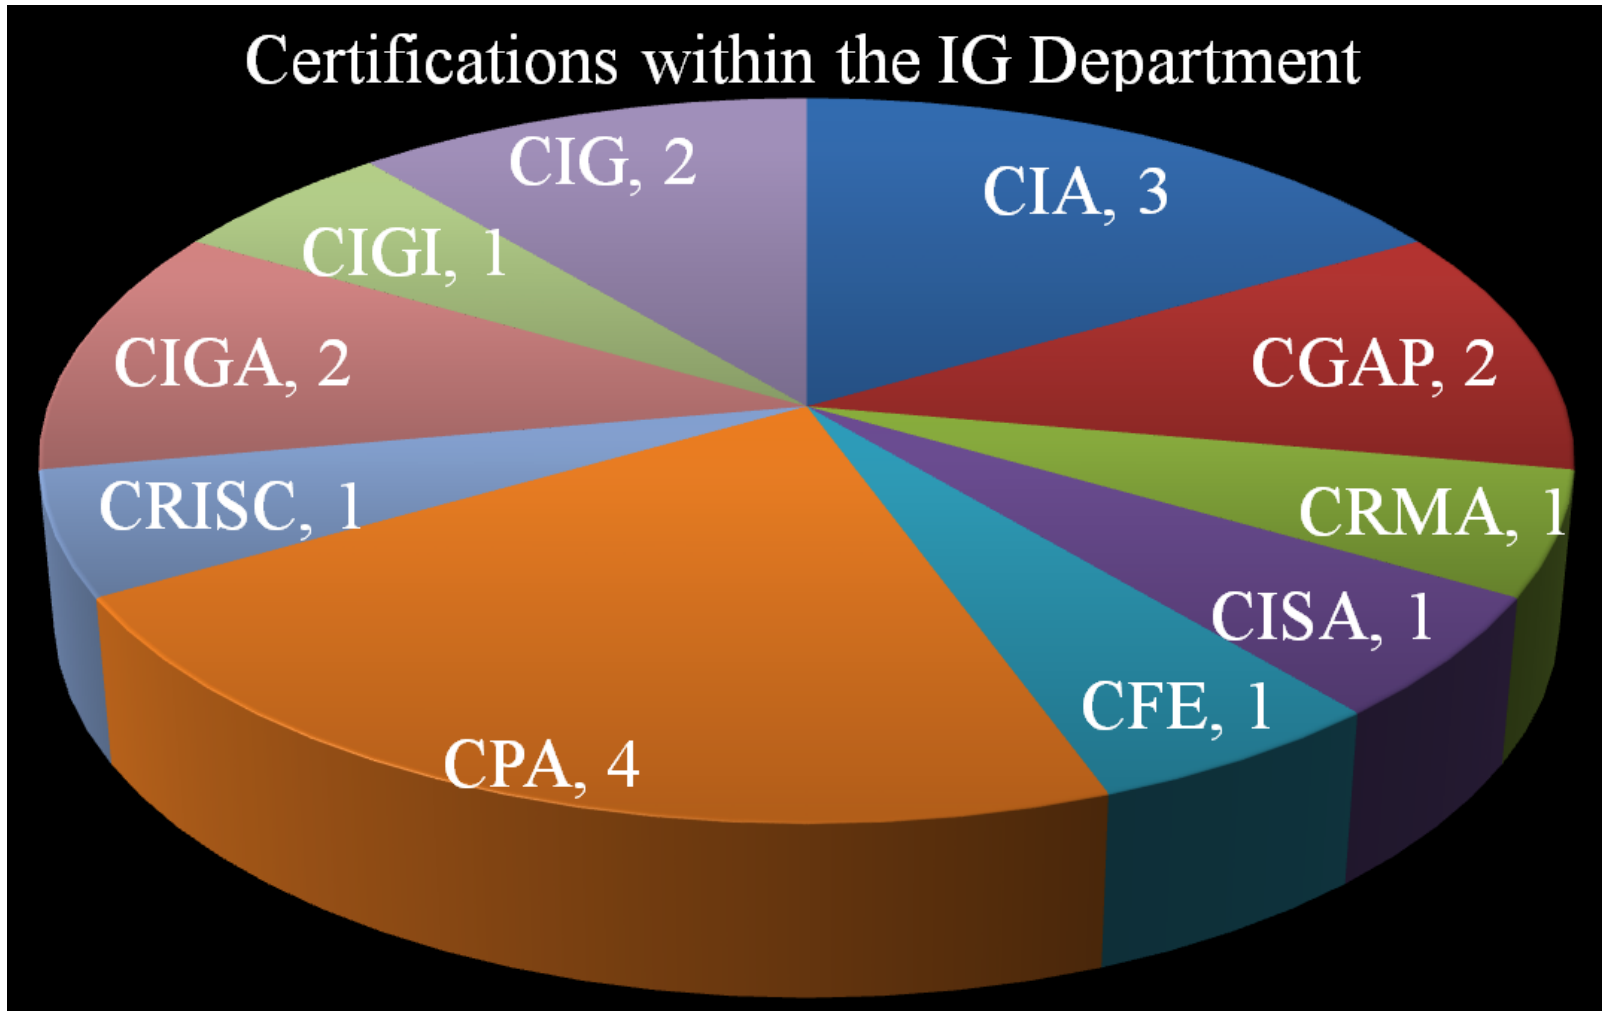 Certifications within the IG Department
CIG, 2
CIA, 3
CIGI, 1
CIGA, 2
CGAP, 2
CRISC, 1
CRMA, 1
CISA, 1
CFE, 1
CPA, 4